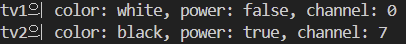 tv1의| color: white, power: false, channel: 0
tv2의| color: black, power: true, channel: 7